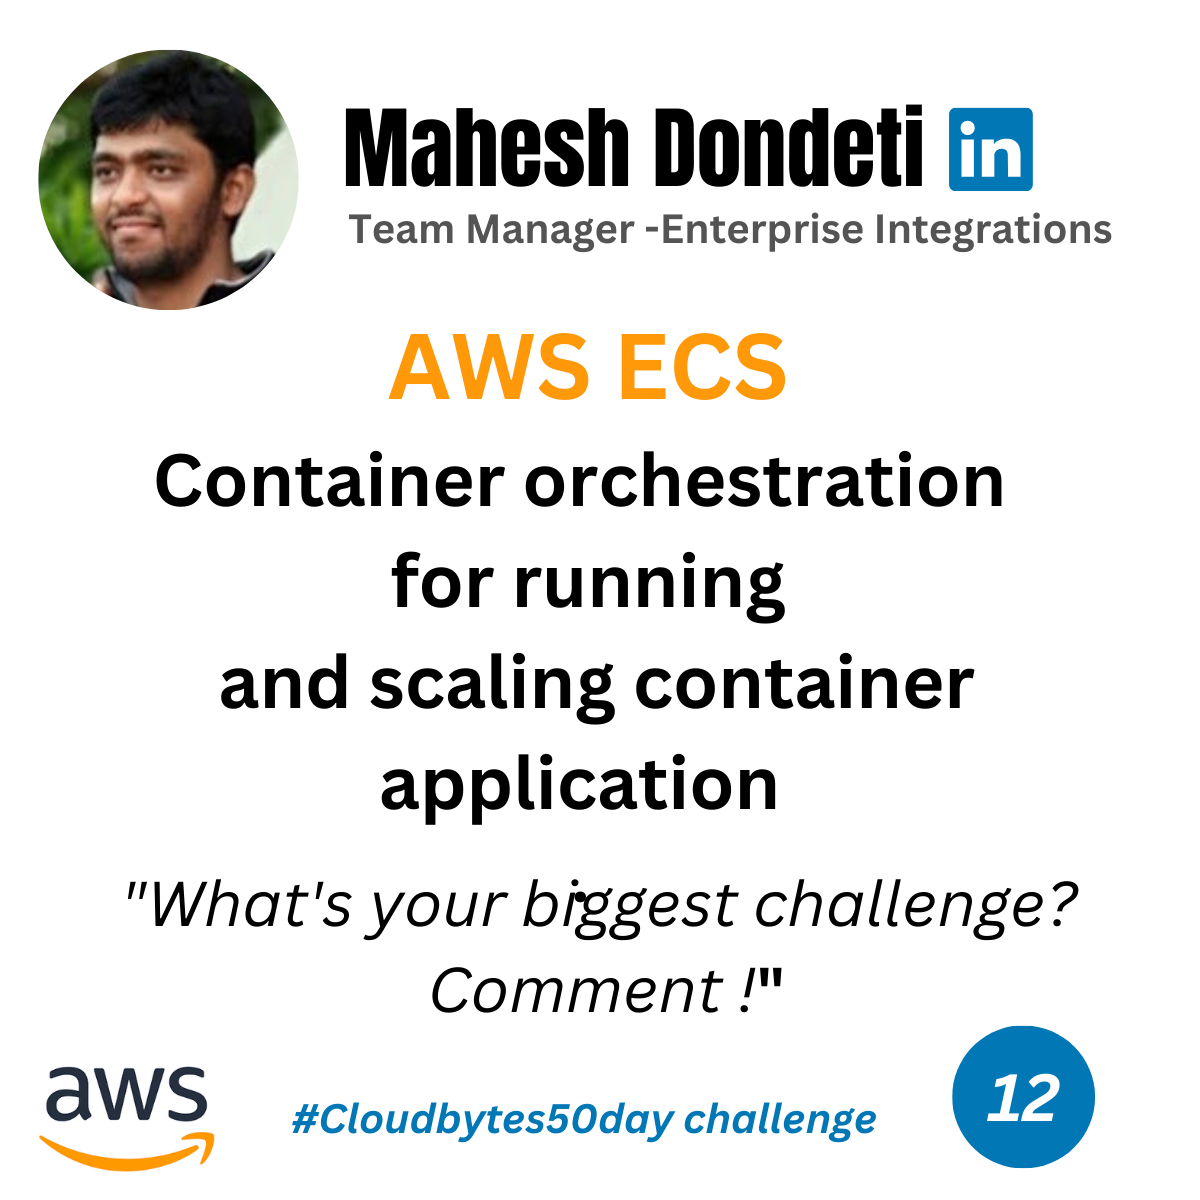 Mahesh Dondeti in
Team Manager -Enterprise Integrations
AWS ECS
Container orchestration
for running
and scaling container
application
"What's your biggest challenge?
Comment !"
aws
#Cloudbytes50day challenge
12